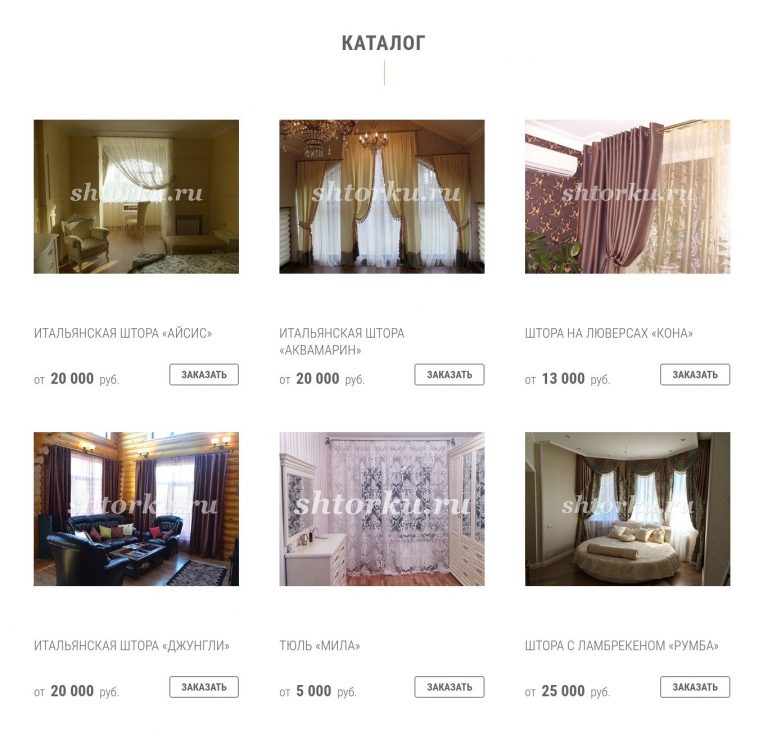 КАТАЛОГ
shtorku.ru
shtorku.ru
shtorku.ru
ИТАЛЬЯНСКАЯ ШТОРА «АЙСИС»
от 20 000 руб.
ЗАКАЗАТЬ
ИТАЛЬЯНСКАЯ ШТОРА
«АКВАМАРИН»
от 20 000 руб.
ЗАКАЗАТЬ
ШТОРА НА ЛЮВЕРСАХ «КОНА»
от 13 000 руб.
ЗАКАЗАТЬ
shtorku.ru
shtorku.ru
shtorku.ru
ИТАЛЬЯНСКАЯ ШТОРА «ДЖУНГЛИ»
от 20 000 руб.
ЗАКАЗАТЬ
ТЮЛЬ «МИЛА»
от 5 000 руб.
ЗАКАЗАТЬ
ШТОРА С ЛАМБРЕКЕНОМ «РУМБА»
от 25 000 руб.
ЗАКАЗАТЬ